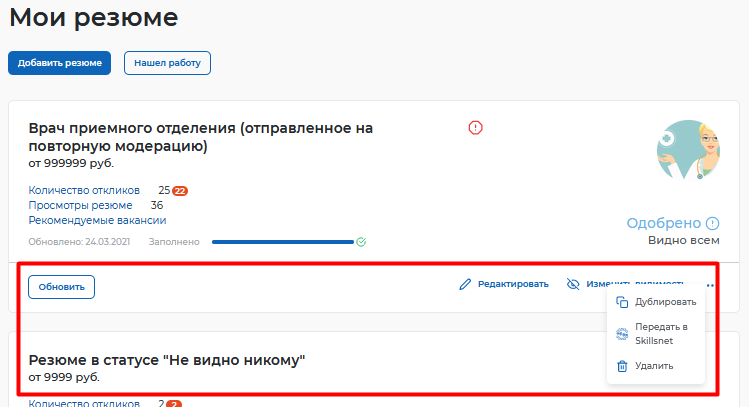 Мои резюме
Добавить резюме
Нашел работу
Врач приемного отделения (отправленное на
повторную модерацию)
от 999999 руб.
Количество откликов 25 22
Просмотры резюме 36
Рекомендуемые вакансии
Обновлено: 24.03.2021 Заполнено
Одобрено
Видно всем
Обновить
Редактировать
Изменить видимость
Дублировать
Передать в
Skillsnet
Удалить
Резюме в статусе "Не видно никому"
от 9999 руб.
Количество откликов 2 2